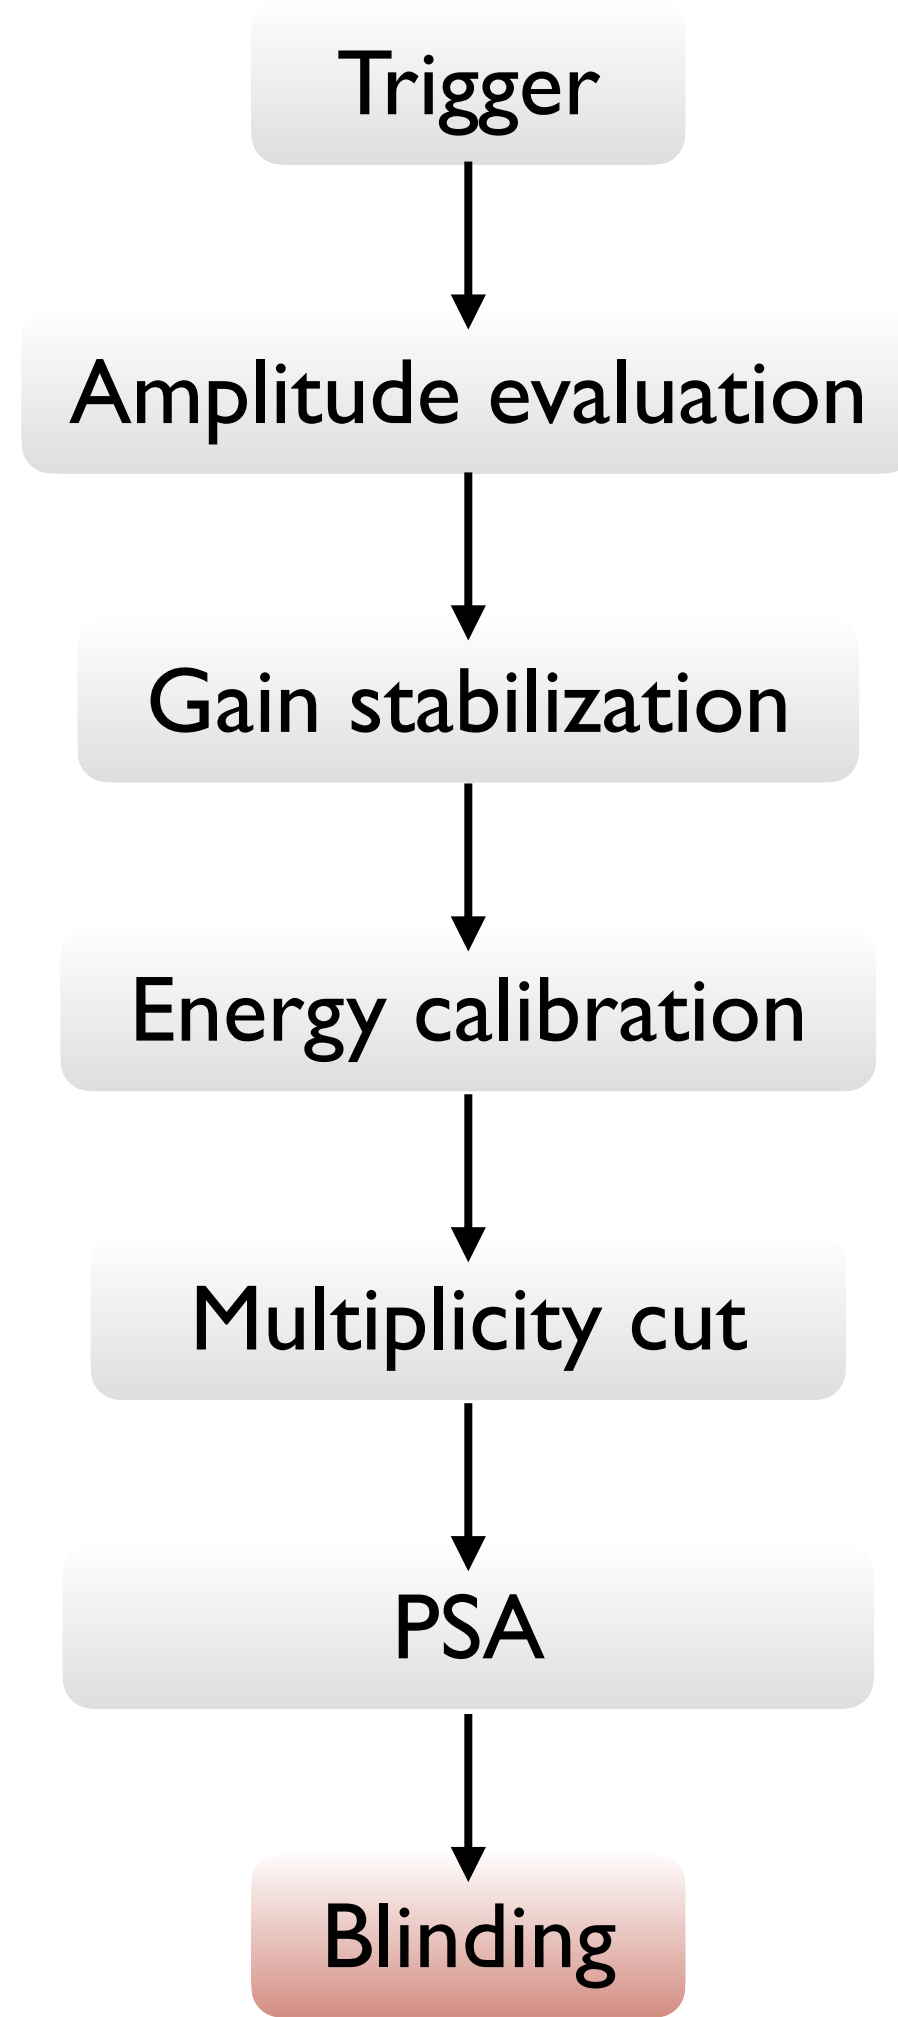 Trigger
Amplitude evaluation
Gain stabilization
Energy calibration
Multiplicity cut
PSA
Blinding